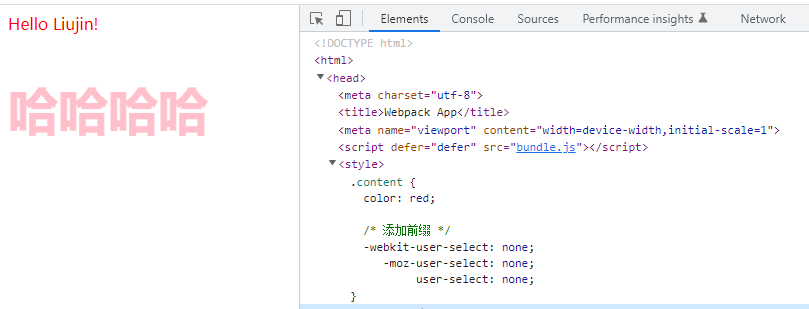 Hello Liujin!
哈哈哈哈
Elements Console Sources Performance insights Network
<!DOCTYPE html>
<html>
<head>
<meta charset="utf-8">
<title>Webpack App</title>
<meta name="viewport" content="width=device-width,initial-scale=1">
<script defer="defer" src="bundle.js"></script>
<style>
.content {
color: red;
/* 添加前缀 */
-webkit-user-select: none;
-moz-user-select: none;
user-select: none;
}